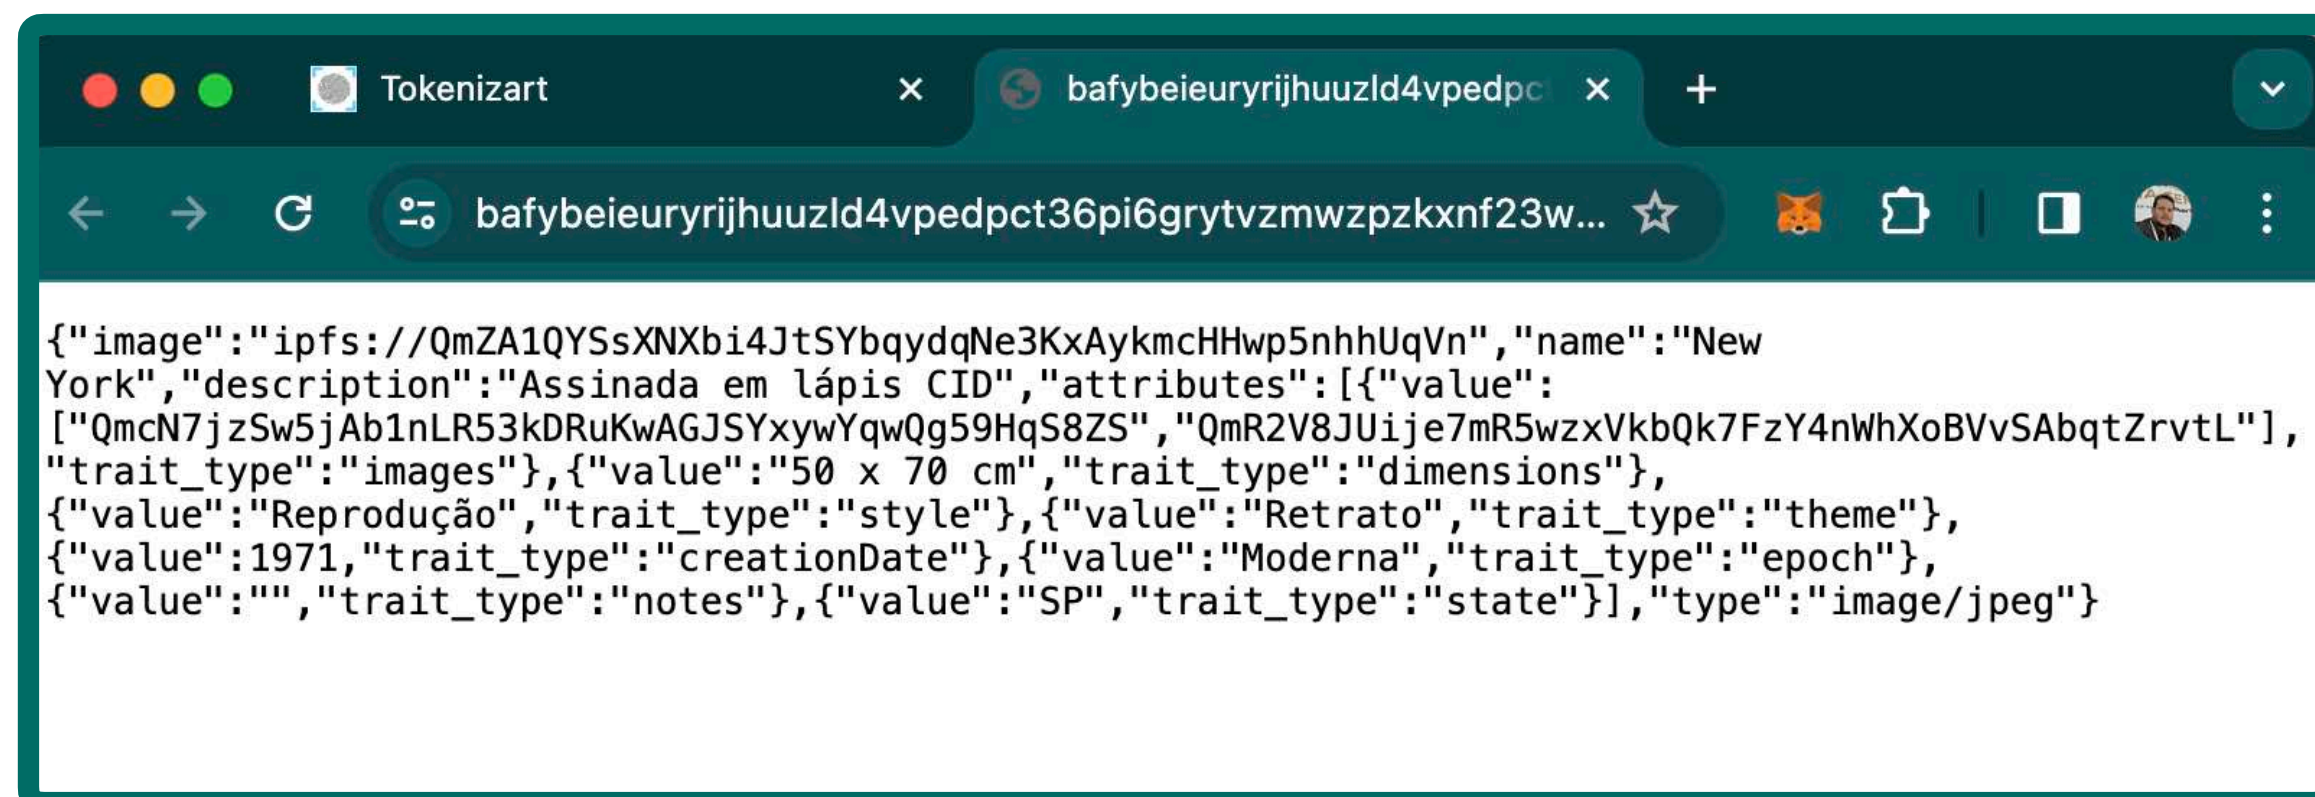 Tokenizart
bafybeieuryrijhuuzld4vpedpc
bafybeieuryrijhuuzld4vpedpct36pi6grytvzmwzpzkxnf23w...
{"image":"ipfs://QmZA1QYSsXNXbi4JtSYbqydqNe3KxAykmcHHwp5nhhUqVn","name":"New
York","description":"Assinada em lápis CID","attributes":[{"value":
["QmcN7jzSw5jAb1nLR53kDRuKwAGJSYxywYqwQg59HqS8ZS","QmR2V8JUije7mR5wzxVkbQk7FzY4nWhXoBVvSAbqtZrvtL"],
"trait_type":"images"},{"value":"50 x 70 cm","trait_type":"dimensions"},
{"value":"Reprodução","trait_type":"style"},{"value":"Retrato","trait_type":"theme"},
{"value":1971,"trait_type":"creationDate"},{"value":"Moderna","trait_type":"epoch"},
{"value":"","trait_type":"notes"},{"value":"SP","trait_type":"state"}],"type":"image/jpeg"}